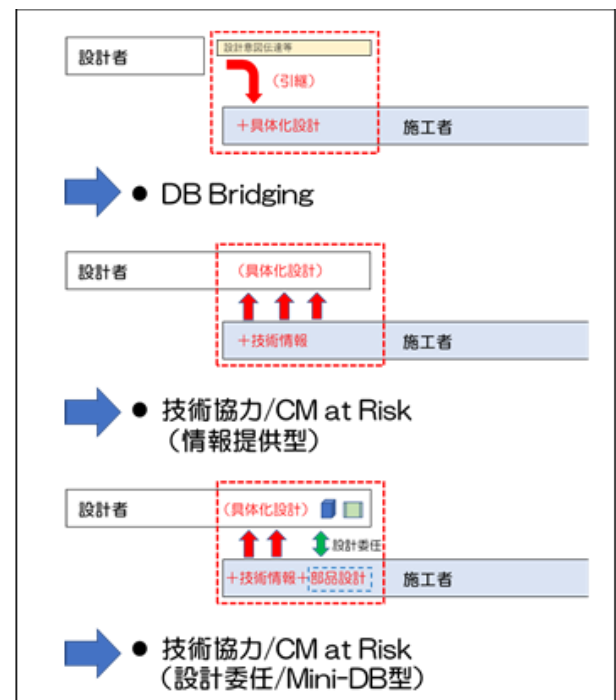 設計者
設計意図伝達等
（引継）
＋具体化設計
施工者
● DB Bridging
設計者
（具体化設計）
＋技術情報
施工者
● 技術協力/CM at Risk
（情報提供型）
設計者
（具体化設計）
設計委任
＋技術情報＋部品設計
施工者
● 技術協力/CM at Risk
（設計委任/Mini-DB型）